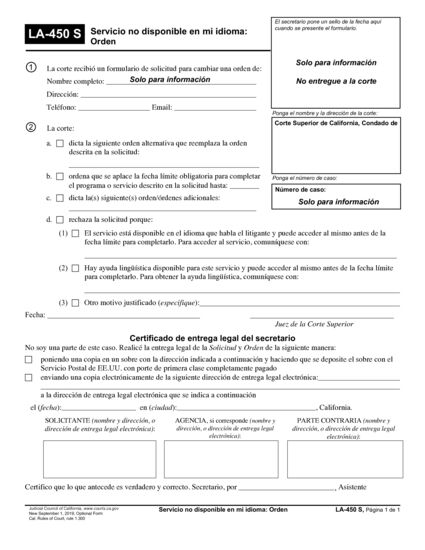 LA-450 S
Servicio no disponible en mi idioma:
Orden
El secretario pone un sello de la fecha aquí
cuando se presente el formulario.
Solo para información
No entregue a la corte
1 La corte recibió un formulario de solicitud para cambiar una orden de:
Nombre completo: Solo para información
Dirección:
Teléfono: Email:
Ponga el nombre y la dirección de la corte:
Corte Superior de California, Condado de
2 La corte:
a. dicta la siguiente orden alternativa que reemplaza la orden
descrita en la solicitud:
b. ordena que se aplace la fecha límite obligatoria para completar
el programa o servicio descrito en la solicitud hasta:
Ponga el número de caso:
Número de caso:
Solo para información
c. dicta la(s) siguiente(s) orden/órdenes adicionales:
d. rechaza la solicitud porque:
(1) El servicio está disponible en el idioma que habla el litigante y puede acceder al mismo antes de la
fecha límite para completarlo. Para acceder al servicio, comuníquese con:
(2) Hay ayuda lingüística disponible para este servicio y puede acceder al mismo antes de la fecha límite
para completarlo. Para obtener la ayuda lingüística, comuníquese con:
(3) Otro motivo justificado (especifique):
Fecha:
Juez de la Corte Superior
Certificado de entrega legal del secretario
No soy una parte de este caso. Realicé la entrega legal de la Solicitud y Orden de la siguiente manera:
poniendo una copia en un sobre con la dirección indicada a continuación y haciendo que se deposite el sobre con el
Servicio Postal de EE.UU. con porte de primera clase completamente pagado
enviando una copia electrónicamente de la siguiente dirección de entrega legal electrónica:
a la dirección de entrega legal electrónica que se indica a continuación
el (fecha): en (ciudad): , California.
SOLICITANTE (nombre y dirección, o
dirección de entrega legal electrónica):
AGENCIA, si corresponde (nombre y
dirección, o dirección de entrega legal
electrónica):
PARTE CONTRARIA (nombre y
dirección, o dirección de entrega legal
electrónica):
Certifico que lo que antecede es verdadero y correcto. Secretario, por , Asistente
Judicial Council of California, www.courts.ca.gov
New September 1, 2019, Optional Form
Cal. Rules of Court, rule 1.300
Servicio no disponible en mi idioma: Orden
LA-450 S, Página 1 de 1